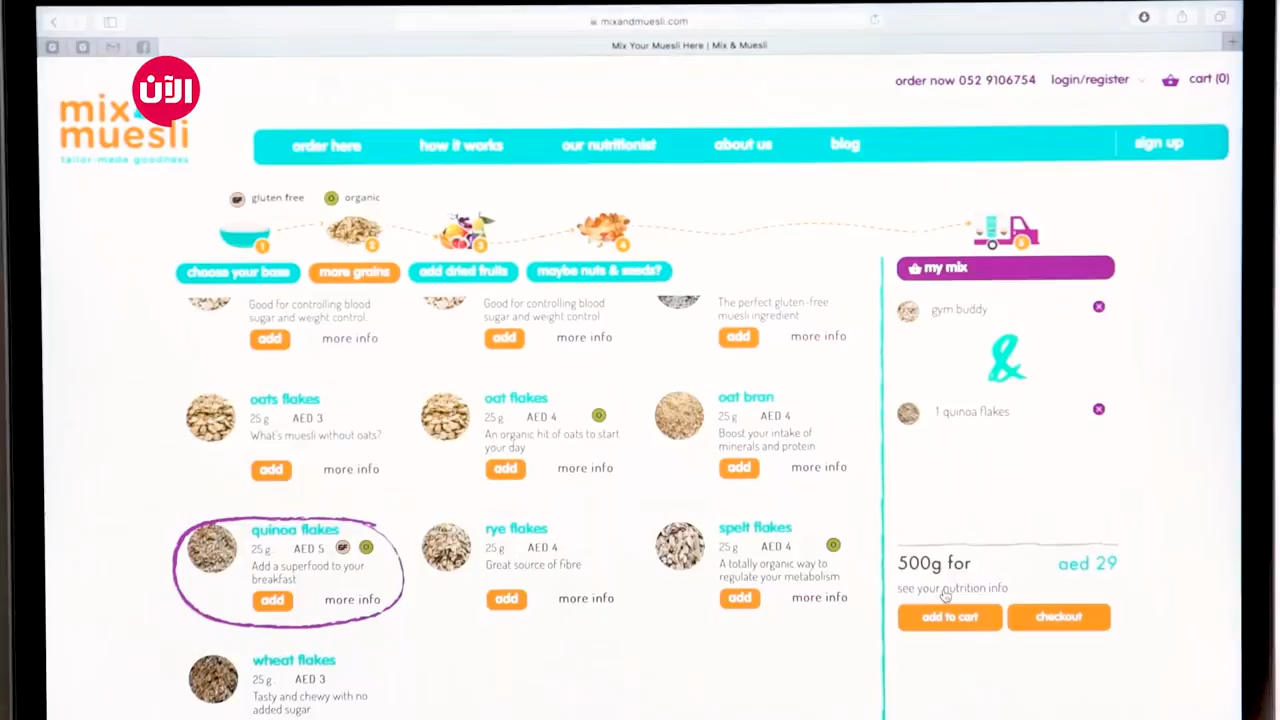 mixandmuesli.com
Mix Your Muesli Here | Mix & Muesli
الآن
order now 052 9106754 login/register cart (0)
mix
muesli
tailor-made goodness
order here how it works our nutritionist about us blog sign up
GF gluten free O organic
1 2 3 4 5
choose your base more grains add dried fruits maybe nuts & seeds? my mix
Good for controlling blood
sugar and weight control.
add more info
Good for controlling blood
sugar and weight control
add more info
The perfect gluten-free
muesli ingredient
add more info
oats flakes
25 g AED 3
What's muesli without oats?
add more info
oat flakes
25 g AED 4 O
An organic hit of oats to start
your day
add more info
oat bran
25 g AED 4
Boost your intake of
minerals and protein
add more info
quinoa flakes
25 g AED 5 GF O
Add a superfood to your
breakfast
add more info
rye flakes
25 g AED 4
Great source of fibre
add more info
spelt flakes
25 g AED 4 O
A totally organic way to
regulate your metabolism
add more info
wheat flakes
25 g AED 3
Tasty and chewy with no
added sugar
gym buddy
&
1 quinoa flakes
500g for aed 29
see your nutrition info
add to cart checkout